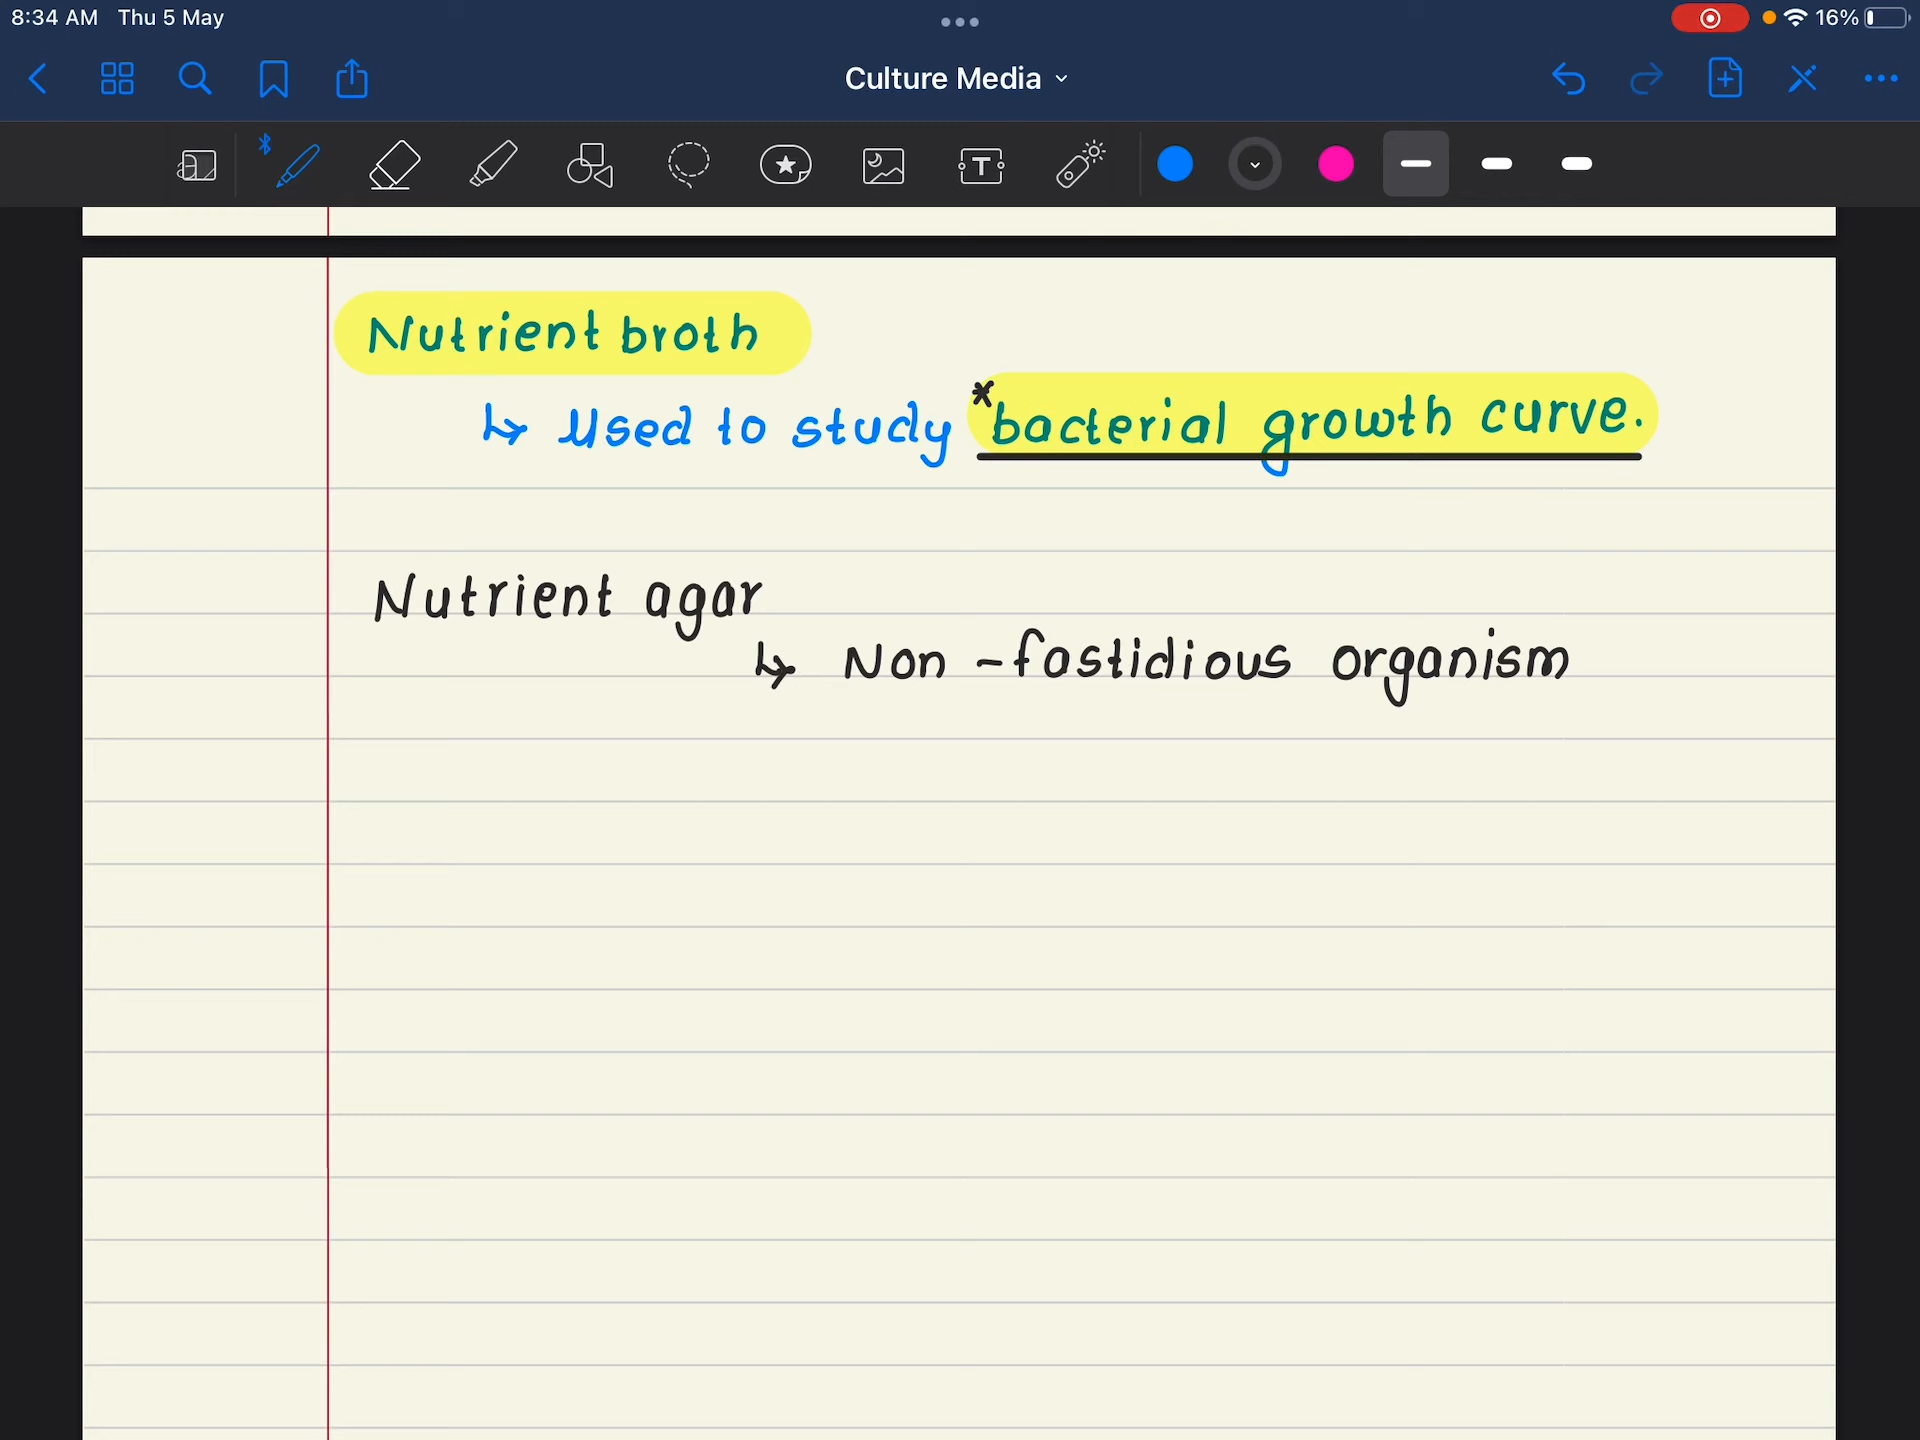 8:34 AM Thu 5 May
16%
Culture Media
T
Nutrient broth
↳ Used to study *bacterial growth curve.
Nutrient agar
↳ Non-fastidious organism